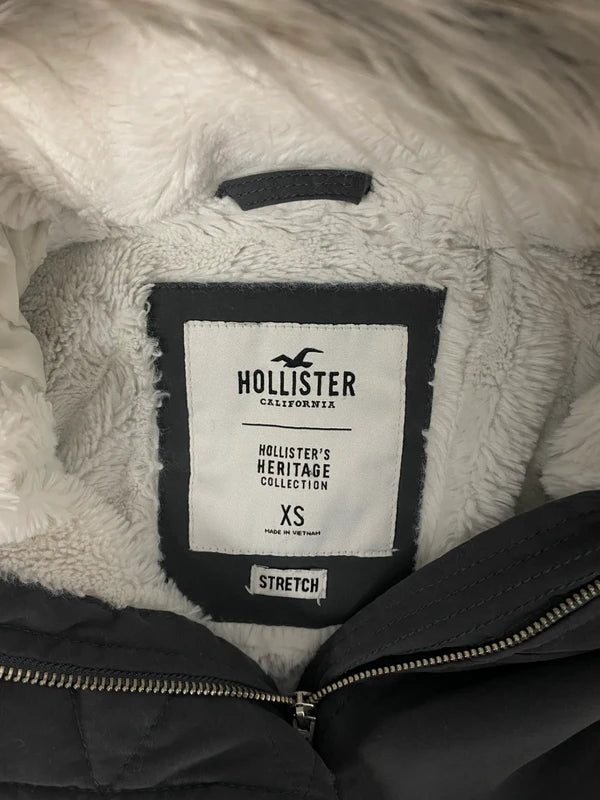 HOLLISTER
CALIFORNIA
HOLLISTER'S
HERITAGE
COLLECTION
XS
MADE IN VIETNAM
STRETCH